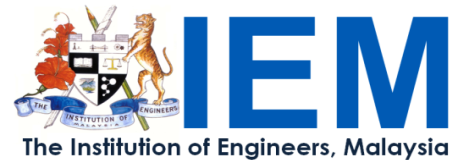 IEM
THE INSTITUTION OF ENGINEERS
MALAYSIA
The Institution of Engineers, Malaysia